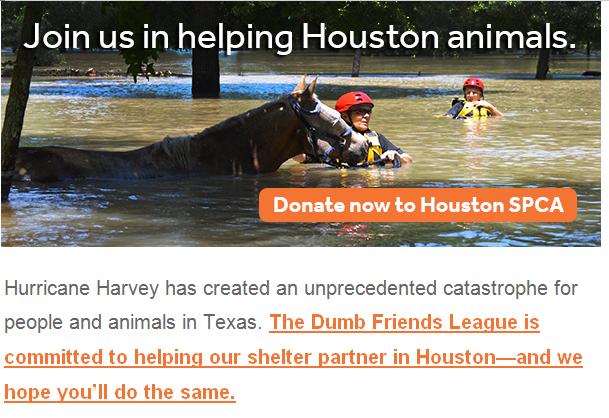 Join us in helping Houston animals.
Donate now to Houston SPCA
Hurricane Harvey has created an unprecedented catastrophe for
people and animals in Texas. The Dumb Friends League is
committed to helping our shelter partner in Houston—and we
hope you’ll do the same.